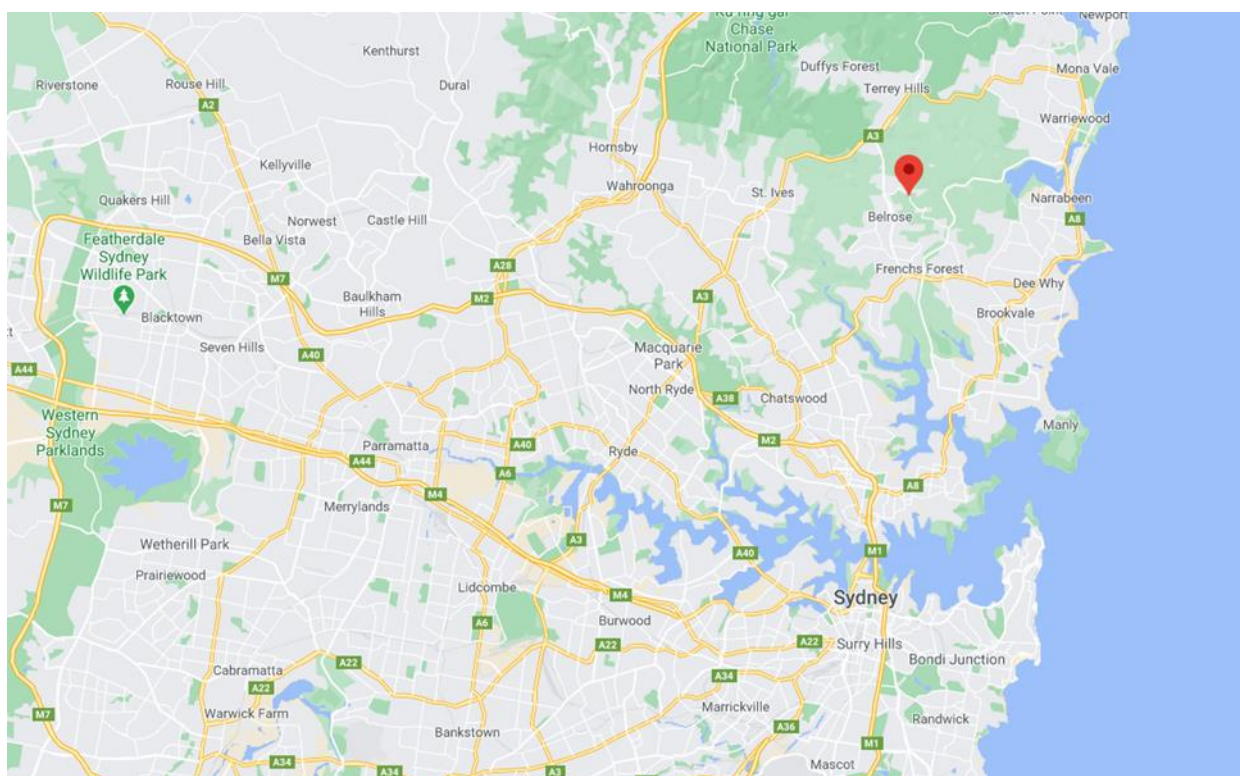 Ku-ring-gai
Chase
National Park
Church Point
Newport
Kenthurst
Duffys Forest
Mona Vale
Riverstone
Rouse Hill
Dural
Terrey Hills
A2
Warriewood
A3
Hornsby
Kellyville
Wahroonga
St. Ives
Quakers Hill
Narrabeen
Norwest
Castle Hill
Belrose
A8
Bella Vista
Featherdale
Sydney
Wildlife Park
A28
Frenchs Forest
M7
Dee Why
Baulkham
Hills
M2
A3
Blacktown
Brookvale
Seven Hills
A40
Macquarie
Park
A44
North Ryde
A38
Chatswood
Western
Sydney
Parklands
Manly
Parramatta
A40
M2
Ryde
A44
A6
A8
M4
M7
Merrylands
Wetherill Park
A3
A40
M1
Prairiewood
Lidcombe
M4
Sydney
Burwood
A6
A22
A22
Surry Hills
Cabramatta
A22
Bondi Junction
A34
A22
Marrickville
M7
Warwick Farm
Randwick
Bankstown
A36
M1
A34
A34
A3
Mascot